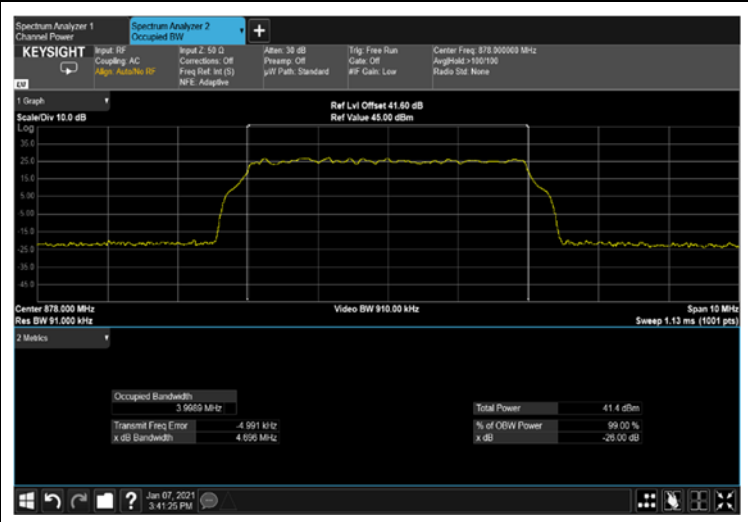 Spectrum Analyzer 1
Channel Power
Spectrum Analyzer 2
Occupied BW
+
KEYSIGHT
LXI
Input: RF
Coupling: AC
Align: Auto/No RF
Input Z: 50 Ω
Corrections: Off
Freq Ref: Int (S)
NFE: Adaptive
Atten: 30 dB
Preamp: Off
µW Path: Standard
Trig: Free Run
Gate: Off
#IF Gain: Low
Center Freq: 878.000000 MHz
Avg|Hold:>100/100
Radio Std: None
1 Graph
Scale/Div 10.0 dB
Ref Lvl Offset 41.60 dB
Ref Value 45.00 dBm
Log
35.0
25.0
15.0
5.00
-5.00
-15.0
-25.0
-35.0
-45.0
Center 878.000 MHz
Res BW 91.000 kHz
Video BW 910.00 kHz
Span 10 MHz
Sweep 1.13 ms (1001 pts)
2 Metrics
Occupied Bandwidth
3.9989 MHz
Transmit Freq Error -4.991 kHz
x dB Bandwidth 4.696 MHz
Total Power 41.4 dBm
% of OBW Power 99.00 %
x dB -26.00 dB
?
Jan 07, 2021
3:41:25 PM